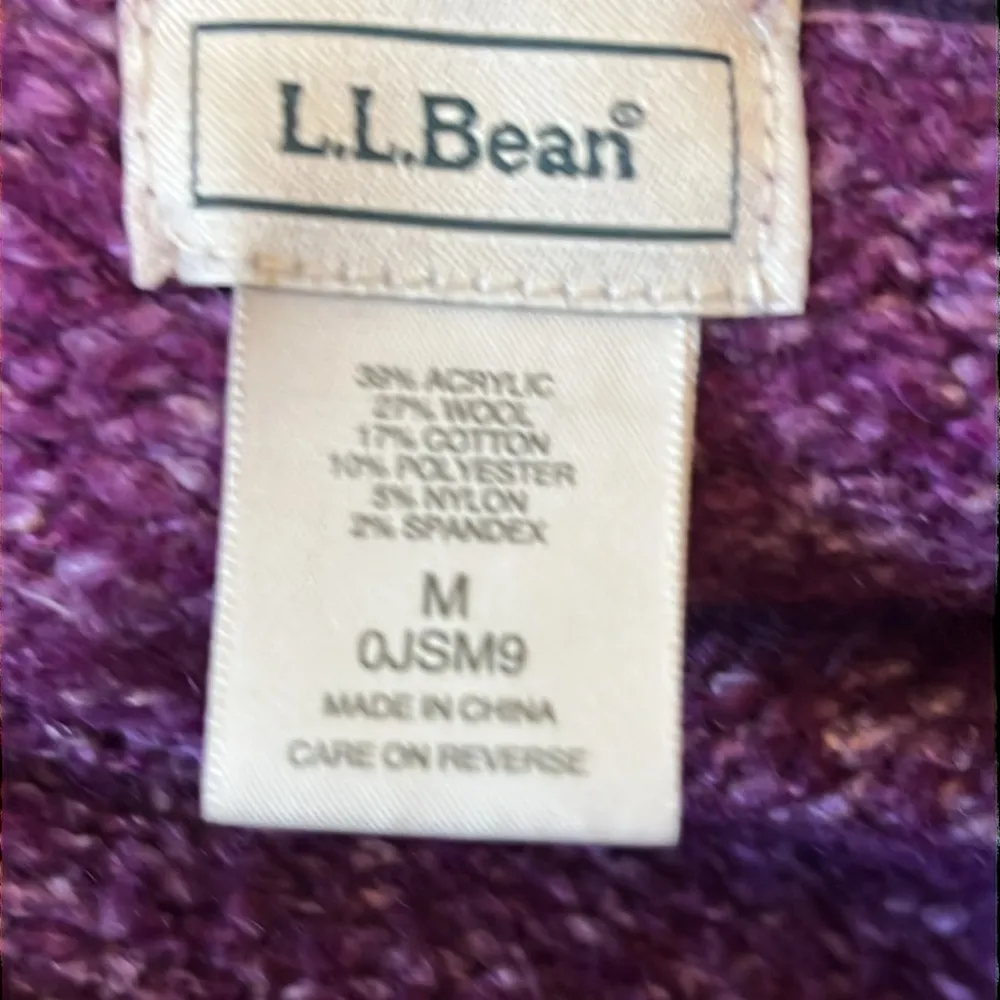 L.L.Bean®
39% ACRYLIC
27% WOOL
17% COTTON
10% POLYESTER
5% NYLON
2% SPANDEX
M
0JSM9
MADE IN CHINA
CARE ON REVERSE